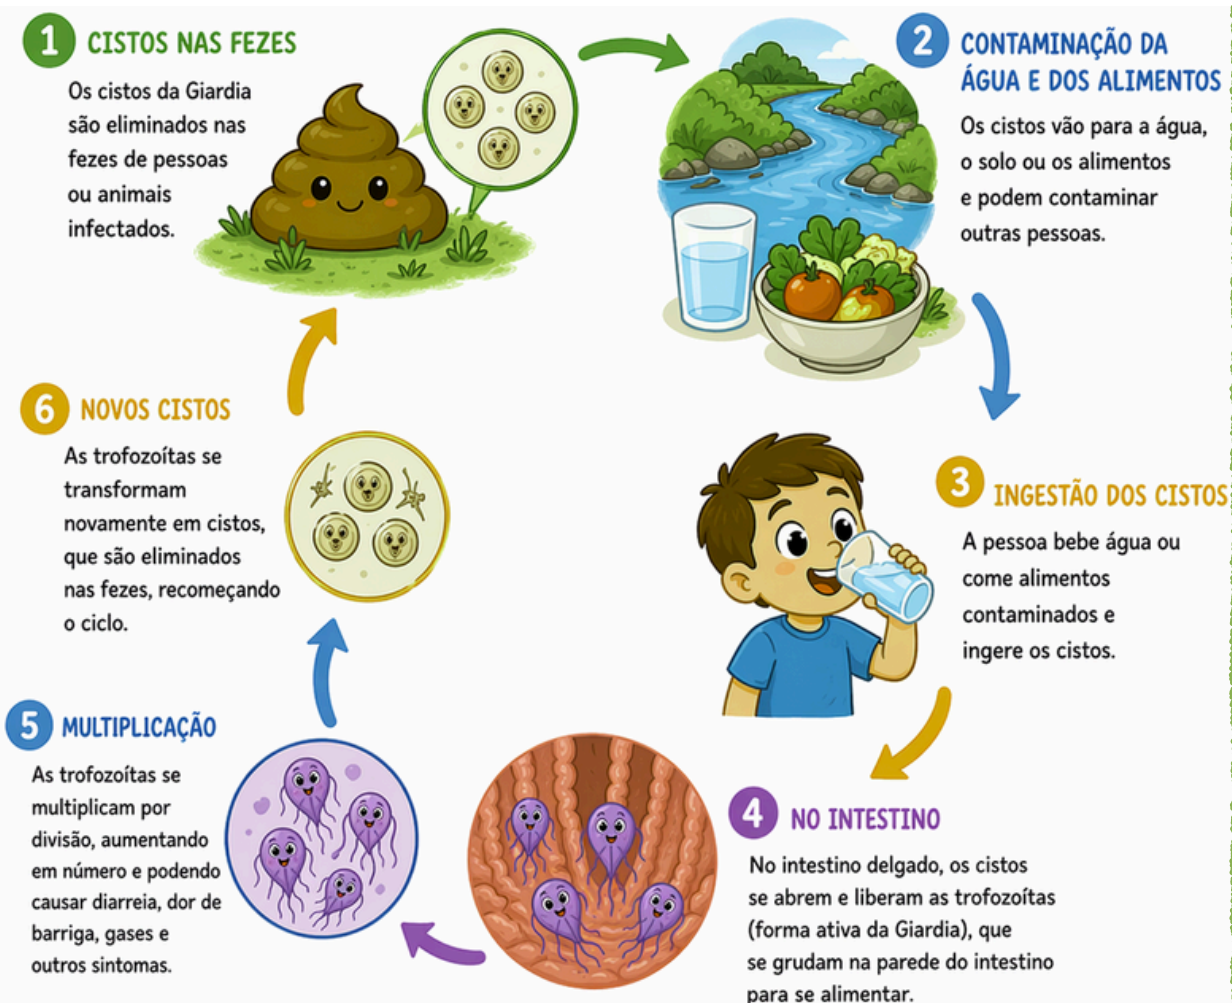 1 CISTOS NAS FEZES
Os cistos da Giardia
são eliminados nas
fezes de pessoas
ou animais
infectados.
2 CONTAMINAÇÃO DA
ÁGUA E DOS ALIMENTOS
Os cistos vão para a água,
o solo ou os alimentos
e podem contaminar
outras pessoas.
3 INGESTÃO DOS CISTOS
A pessoa bebe água ou
come alimentos
contaminados e
ingere os cistos.
4 NO INTESTINO
No intestino delgado, os cistos
se abrem e liberam as trofozoítas
(forma ativa da Giardia), que
se grudam na parede do intestino
para se alimentar.
5 MULTIPLICAÇÃO
As trofozoítas se
multiplicam por
divisão, aumentando
em número e podendo
causar diarreia, dor de
barriga, gases e
outros sintomas.
6 NOVOS CISTOS
As trofozoítas se
transformam
novamente em cistos,
que são eliminados
nas fezes, recomeçando
o ciclo.